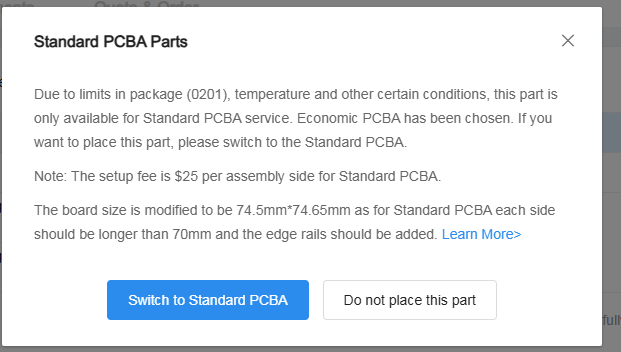 Quote & Order
Standard PCBA Parts
Due to limits in package (0201), temperature and other certain conditions, this part is
only available for Standard PCBA service. Economic PCBA has been chosen. If you
want to place this part, please switch to the Standard PCBA.
Note: The setup fee is $25 per assembly side for Standard PCBA.
The board size is modified to be 74.5mm*74.65mm as for Standard PCBA each side
should be longer than 70mm and the edge rails should be added. Learn More>
Switch to Standard PCBA
Do not place this part